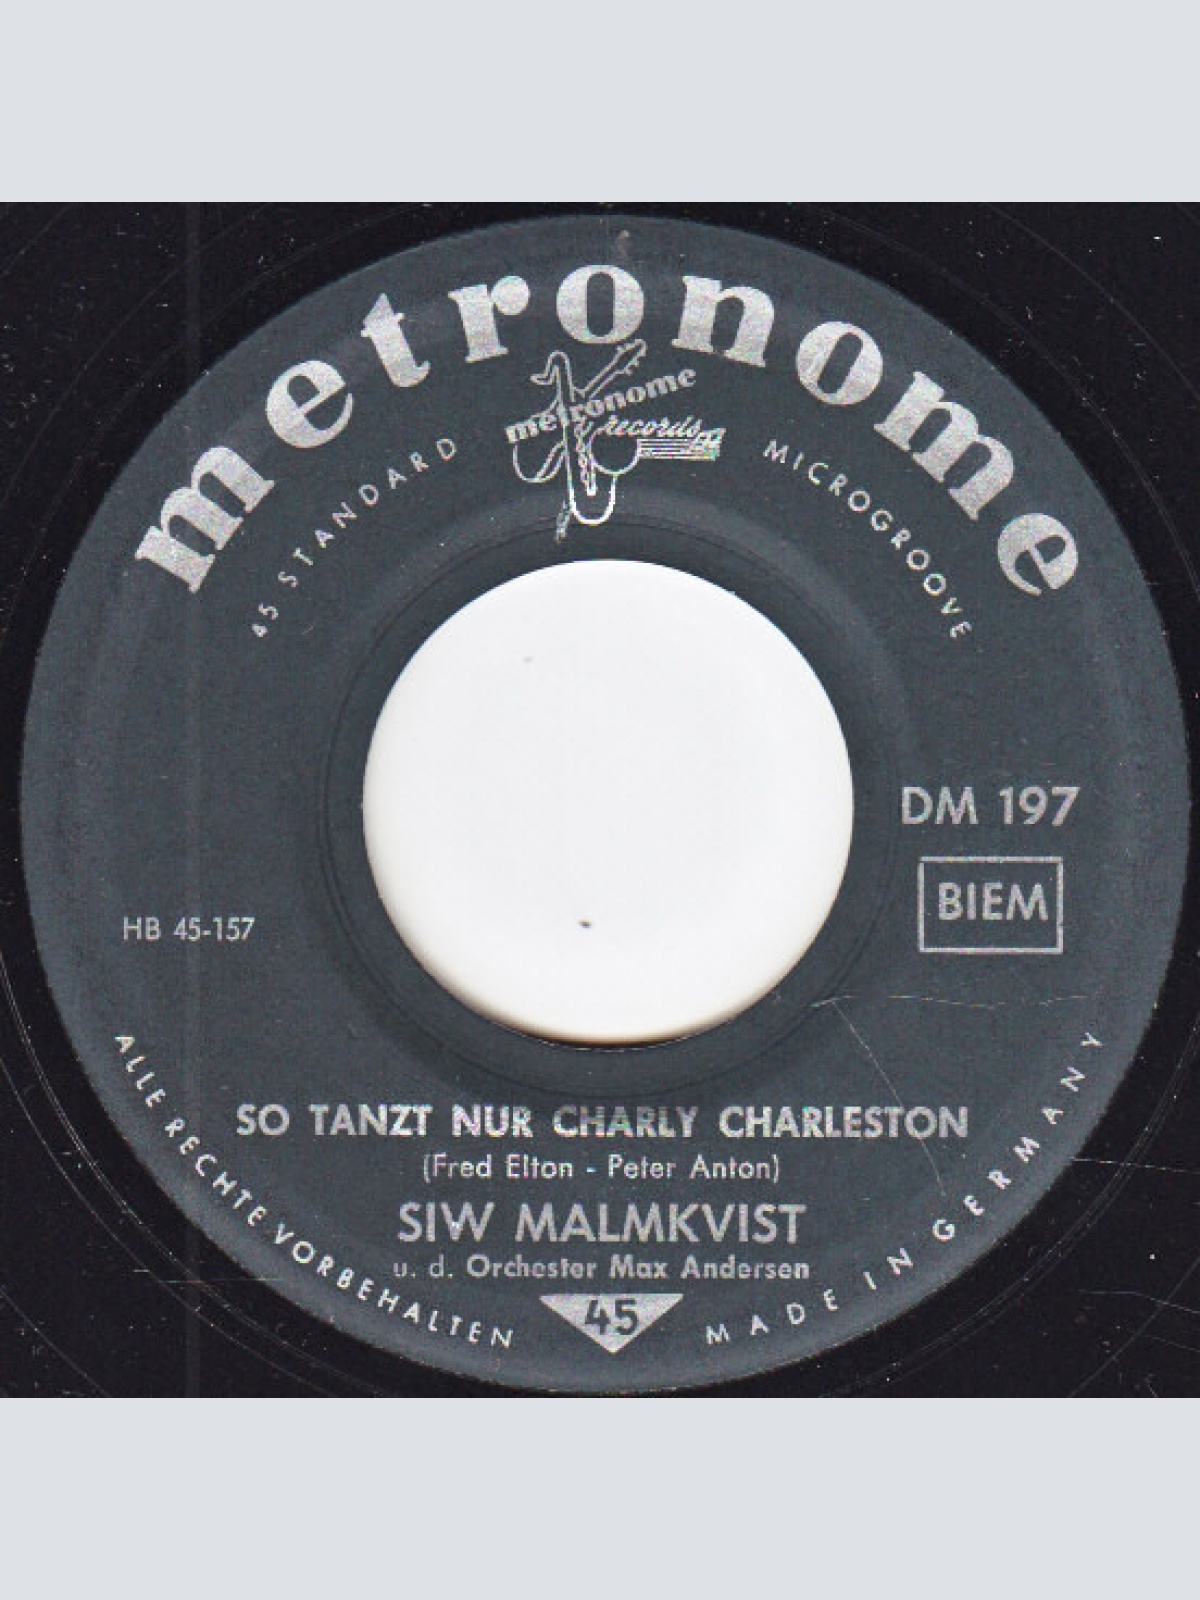 metronome
metronome
records
45 STANDARD
MICROGROOVE
DM 197
BIEM
HB 45-157
SO TANZT NUR CHARLY CHARLESTON
(Fred Elton - Peter Anton)
SIW MALMKVIST
u. d. Orchester Max Andersen
45
ALLE RECHTE VORBEHALTEN
MADE IN GERMANY